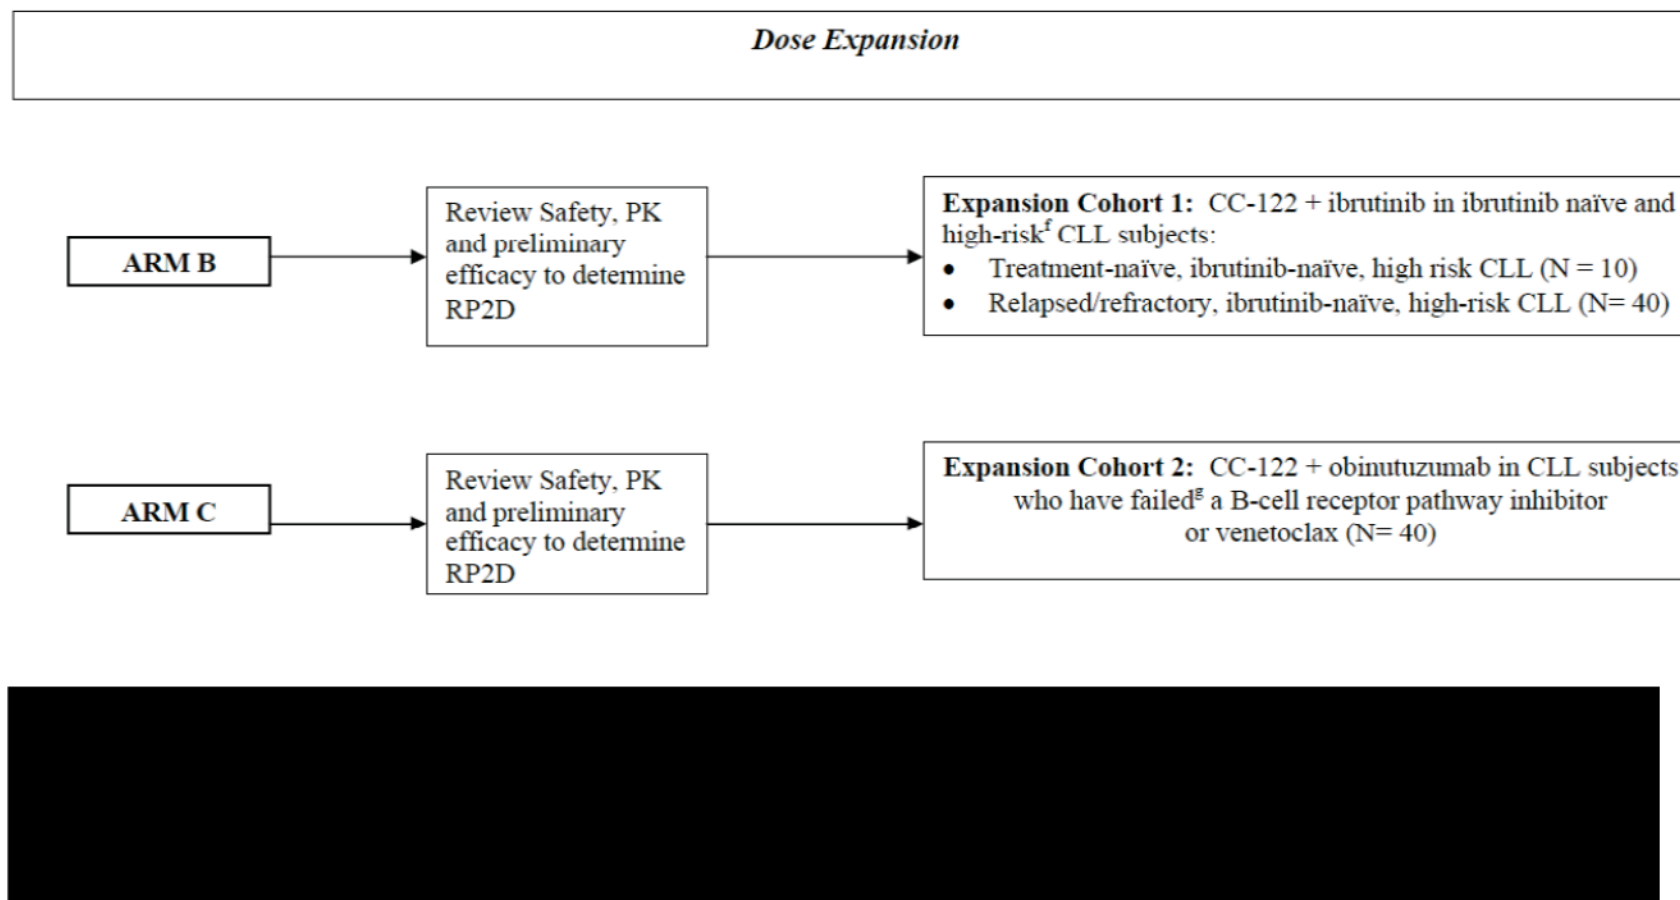 Dose Expansion
ARM B
Review Safety, PK
and preliminary
efficacy to determine
RP2D
Expansion Cohort 1: CC-122 + ibrutinib in ibrutinib naïve and
high-risk^f CLL subjects:
• Treatment-naïve, ibrutinib-naïve, high risk CLL (N = 10)
• Relapsed/refractory, ibrutinib-naïve, high-risk CLL (N= 40)
ARM C
Review Safety, PK
and preliminary
efficacy to determine
RP2D
Expansion Cohort 2: CC-122 + obinutuzumab in CLL subjects
who have failed^g a B-cell receptor pathway inhibitor
or venetoclax (N= 40)